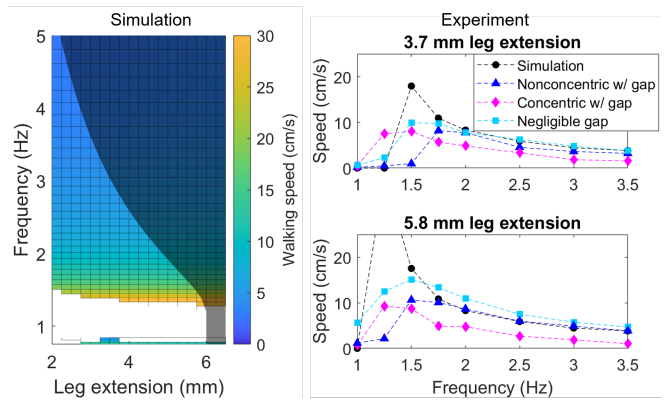 Simulation
5
4
3
2
1
Frequency (Hz)
2
4
6
Leg extension (mm)
30
25
20
15
10
5
0
Walking speed (cm/s)
Experiment
3.7 mm leg extension
Speed (cm/s)
20
10
0
1
1.5
2
2.5
3
3.5
Simulation
Nonconcentric w/ gap
Concentric w/ gap
Negligible gap
5.8 mm leg extension
Speed (cm/s)
20
10
0
1
1.5
2
2.5
3
3.5
Frequency (Hz)